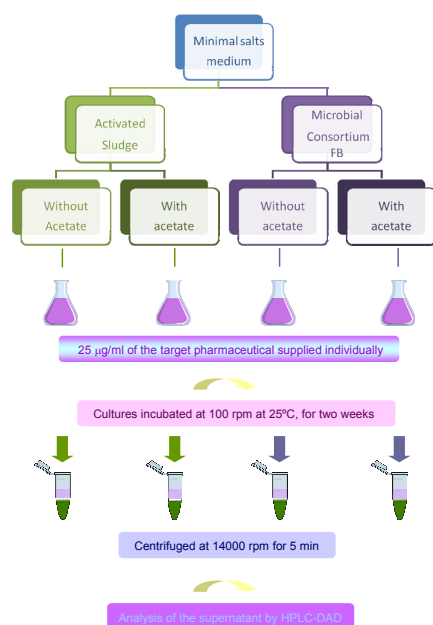 Minimal salts
medium
Activated
Sludge
Microbial
Consortium
FB
Without
Acetate
With
acetate
Without
acetate
With
acetate
25 µg/ml of the target pharmaceutical supplied individually
Cultures incubated at 100 rpm at 25ºC, for two weeks
Centrifuged at 14000 rpm for 5 min
Analysis of the supernatant by HPLC-DAD